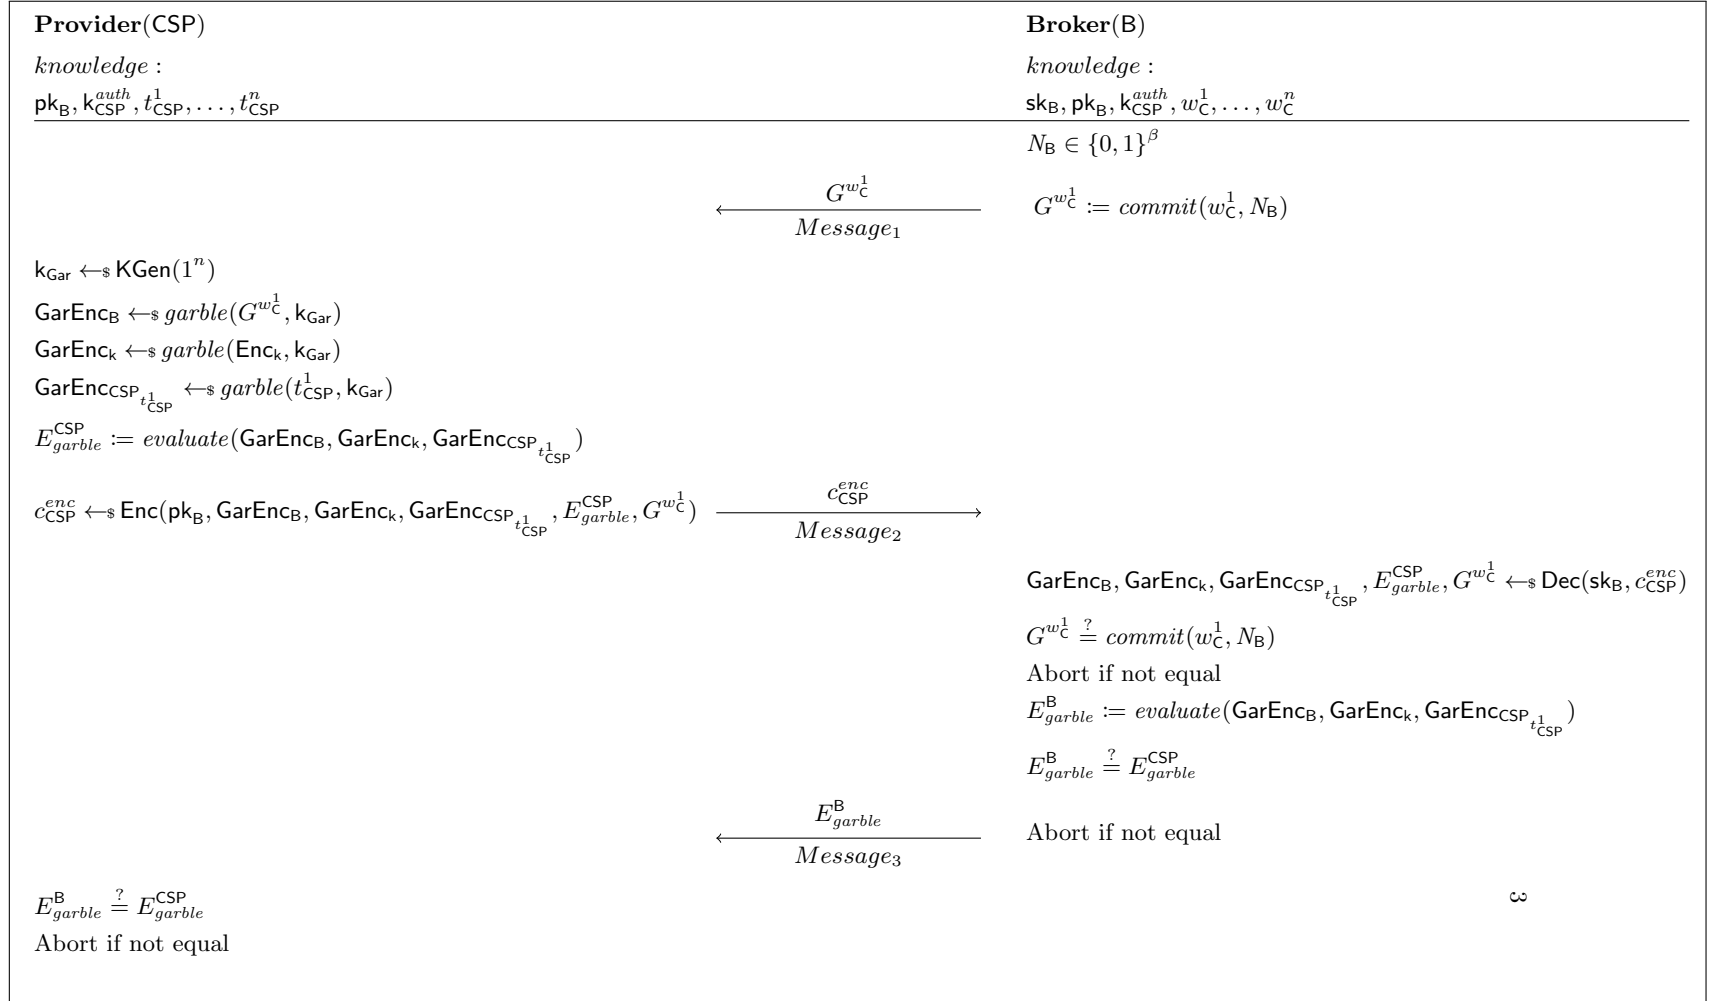 Provider(CSP) Broker(B)
knowledge : knowledge :
pk_B, k_CSP^auth, t_CSP^1, . . . , t_CSP^n sk_B, pk_B, k_CSP^auth, w_C^1, . . . , w_C^n
N_B ∈ {0, 1}^β
G^{w_C^1} G^{w_C^1} := commit(w_C^1, N_B)
Message_1
k_Gar ←$ KGen(1^n)
GarEnc_B ←$ garble(G^{w_C^1}, k_Gar)
GarEnc_k ←$ garble(Enc_k, k_Gar)
GarEnc_{CSP_{t_CSP^1}} ←$ garble(t_CSP^1, k_Gar)
E_garble^CSP := evaluate(GarEnc_B, GarEnc_k, GarEnc_{CSP_{t_CSP^1}})
c_CSP^enc ←$ Enc(pk_B, GarEnc_B, GarEnc_k, GarEnc_{CSP_{t_CSP^1}}, E_garble^CSP, G^{w_C^1}) c_CSP^enc
Message_2
GarEnc_B, GarEnc_k, GarEnc_{CSP_{t_CSP^1}}, E_garble^CSP, G^{w_C^1} ←$ Dec(sk_B, c_CSP^enc)
G^{w_C^1} ?= commit(w_C^1, N_B)
Abort if not equal
E_garble^B := evaluate(GarEnc_B, GarEnc_k, GarEnc_{CSP_{t_CSP^1}})
E_garble^B ?= E_garble^CSP
E_garble^B Abort if not equal
Message_3
E_garble^B ?= E_garble^CSP
3
Abort if not equal